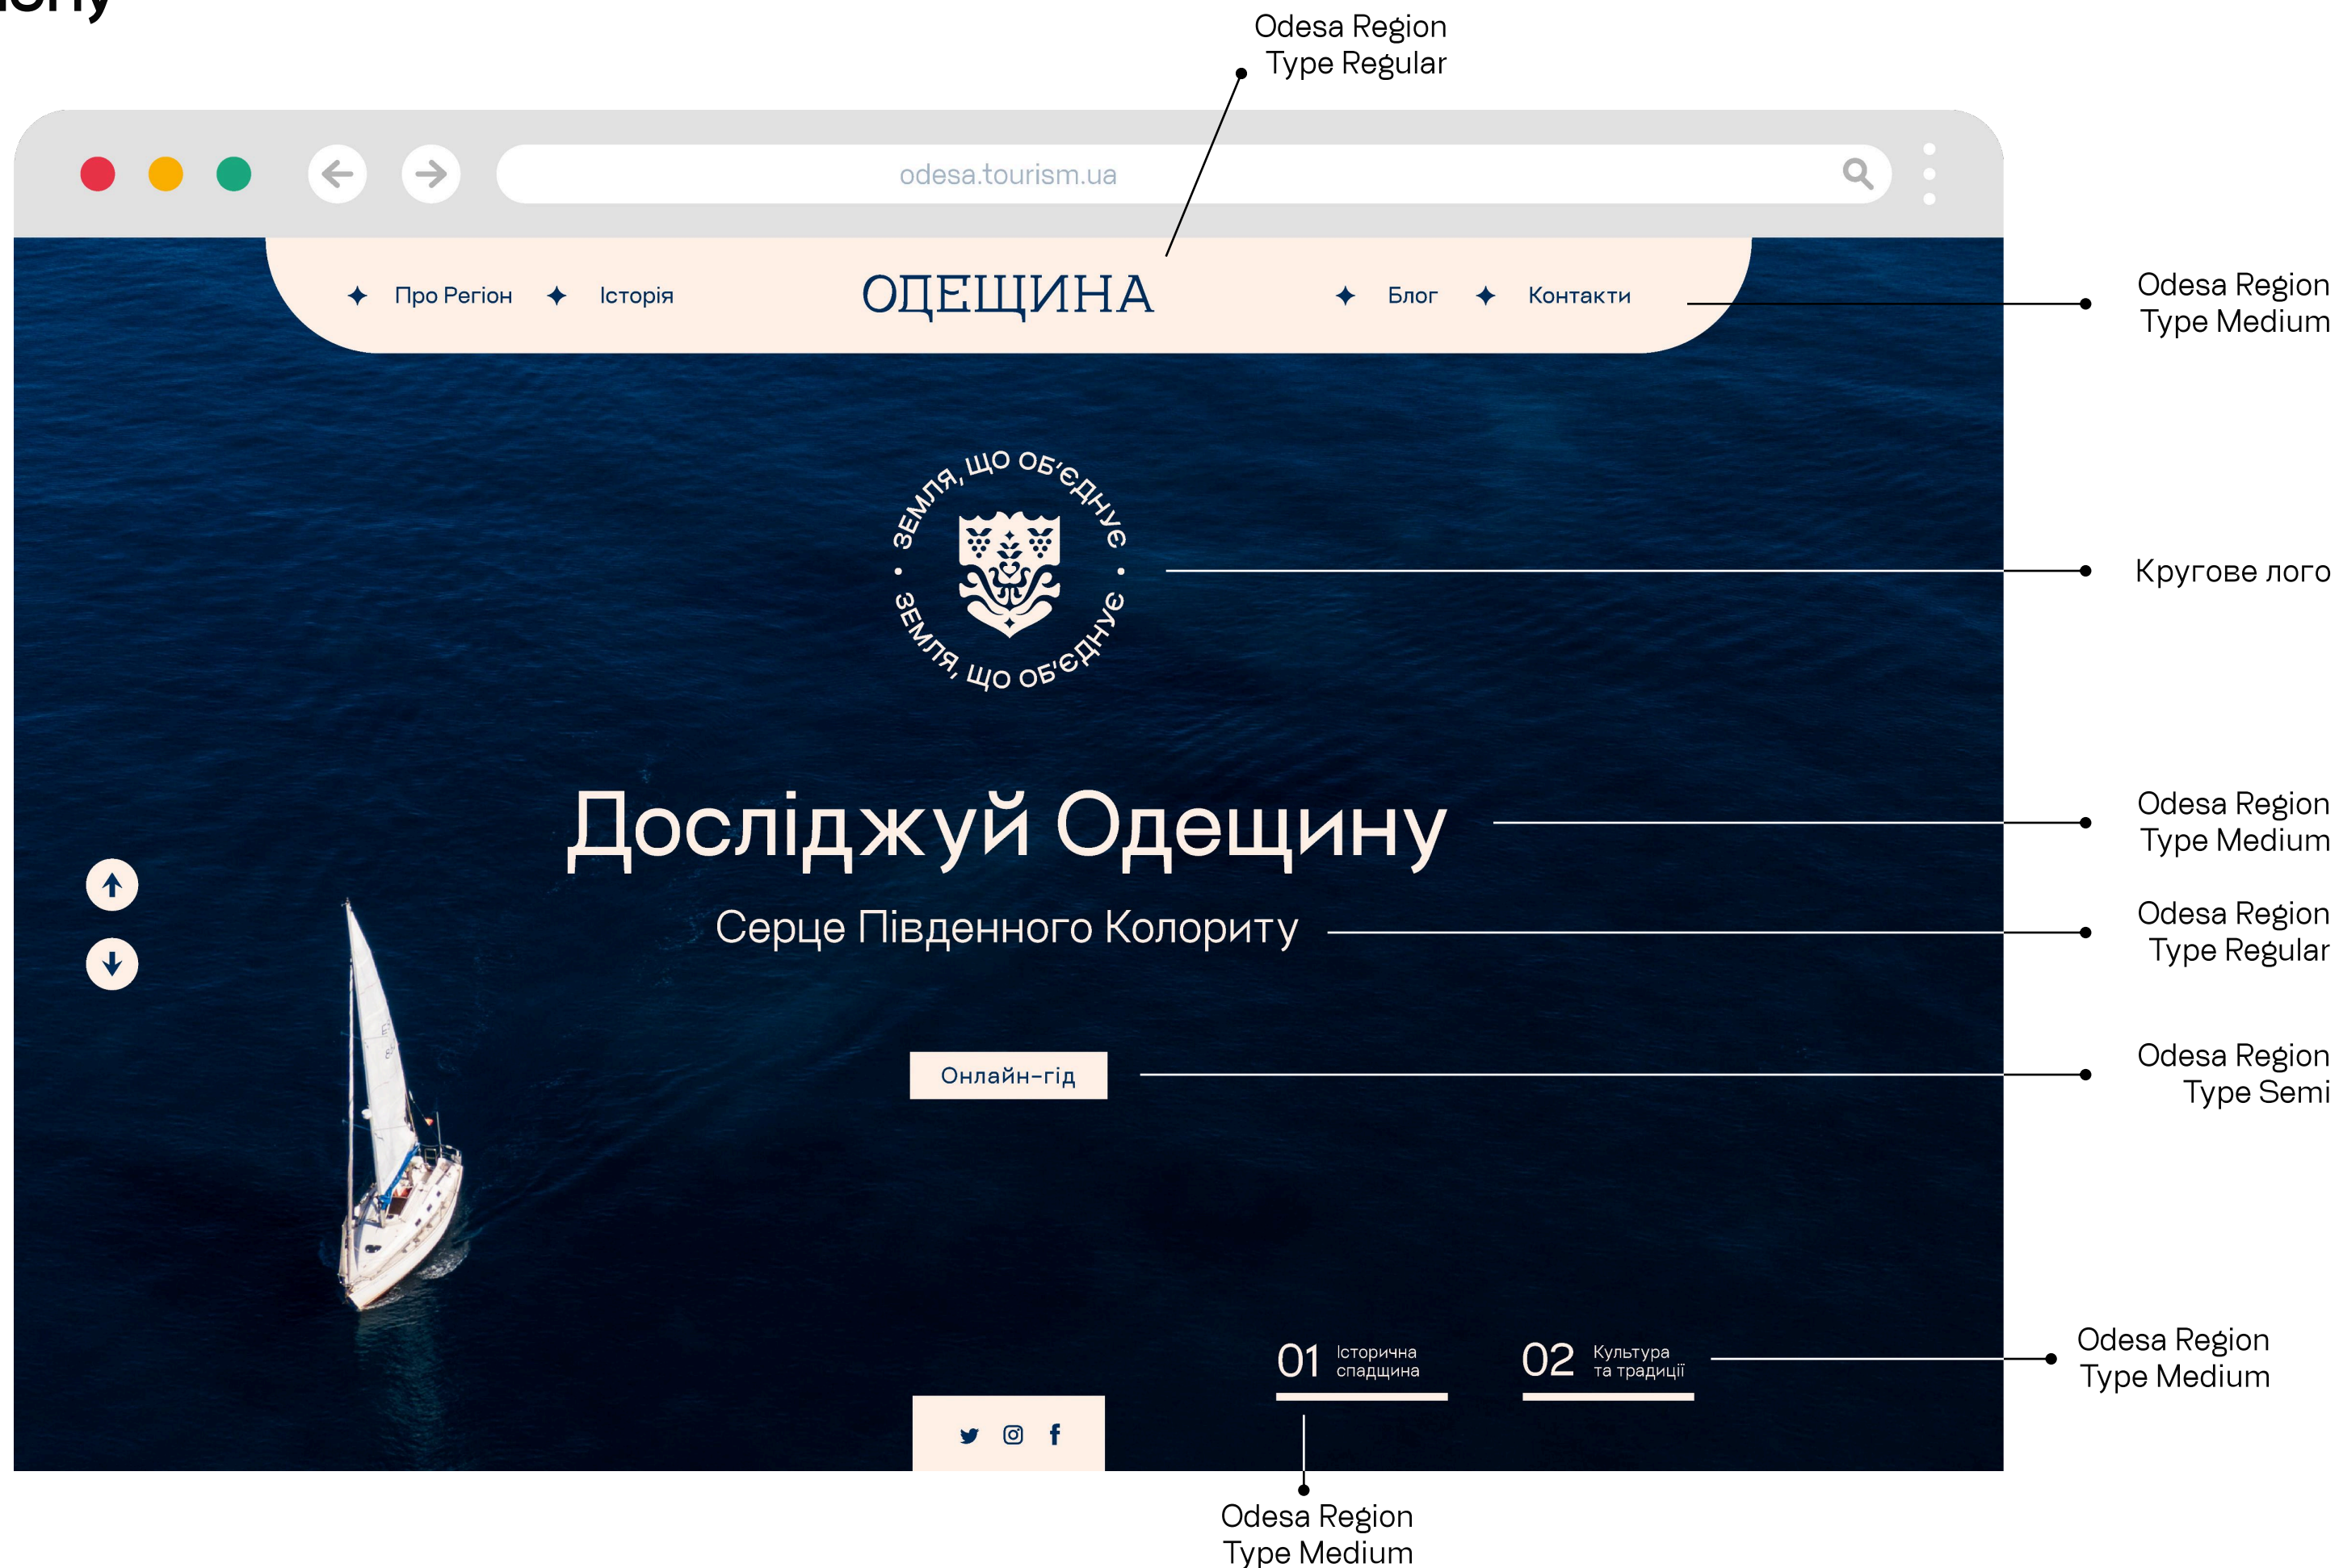 Odesa Region
Type Regular
odesa.tourism.ua
Про Регіон
Історія
ОДЕЩИНА
Блог
Контакти
Odesa Region
Type Medium
ЗЕМЛЯ, ЩО ОБ'ЄДНУЄ
ЗЕМЛЯ, ЩО ОБ'ЄДНУЄ
Кругове лого
Досліджуй Одещину
Odesa Region
Type Medium
Серце Південного Колориту
Odesa Region
Type Regular
Онлайн-гід
Odesa Region
Type Semi
01
Історична
спадщина
02
Культура
та традиції
Odesa Region
Type Medium
Odesa Region
Type Medium